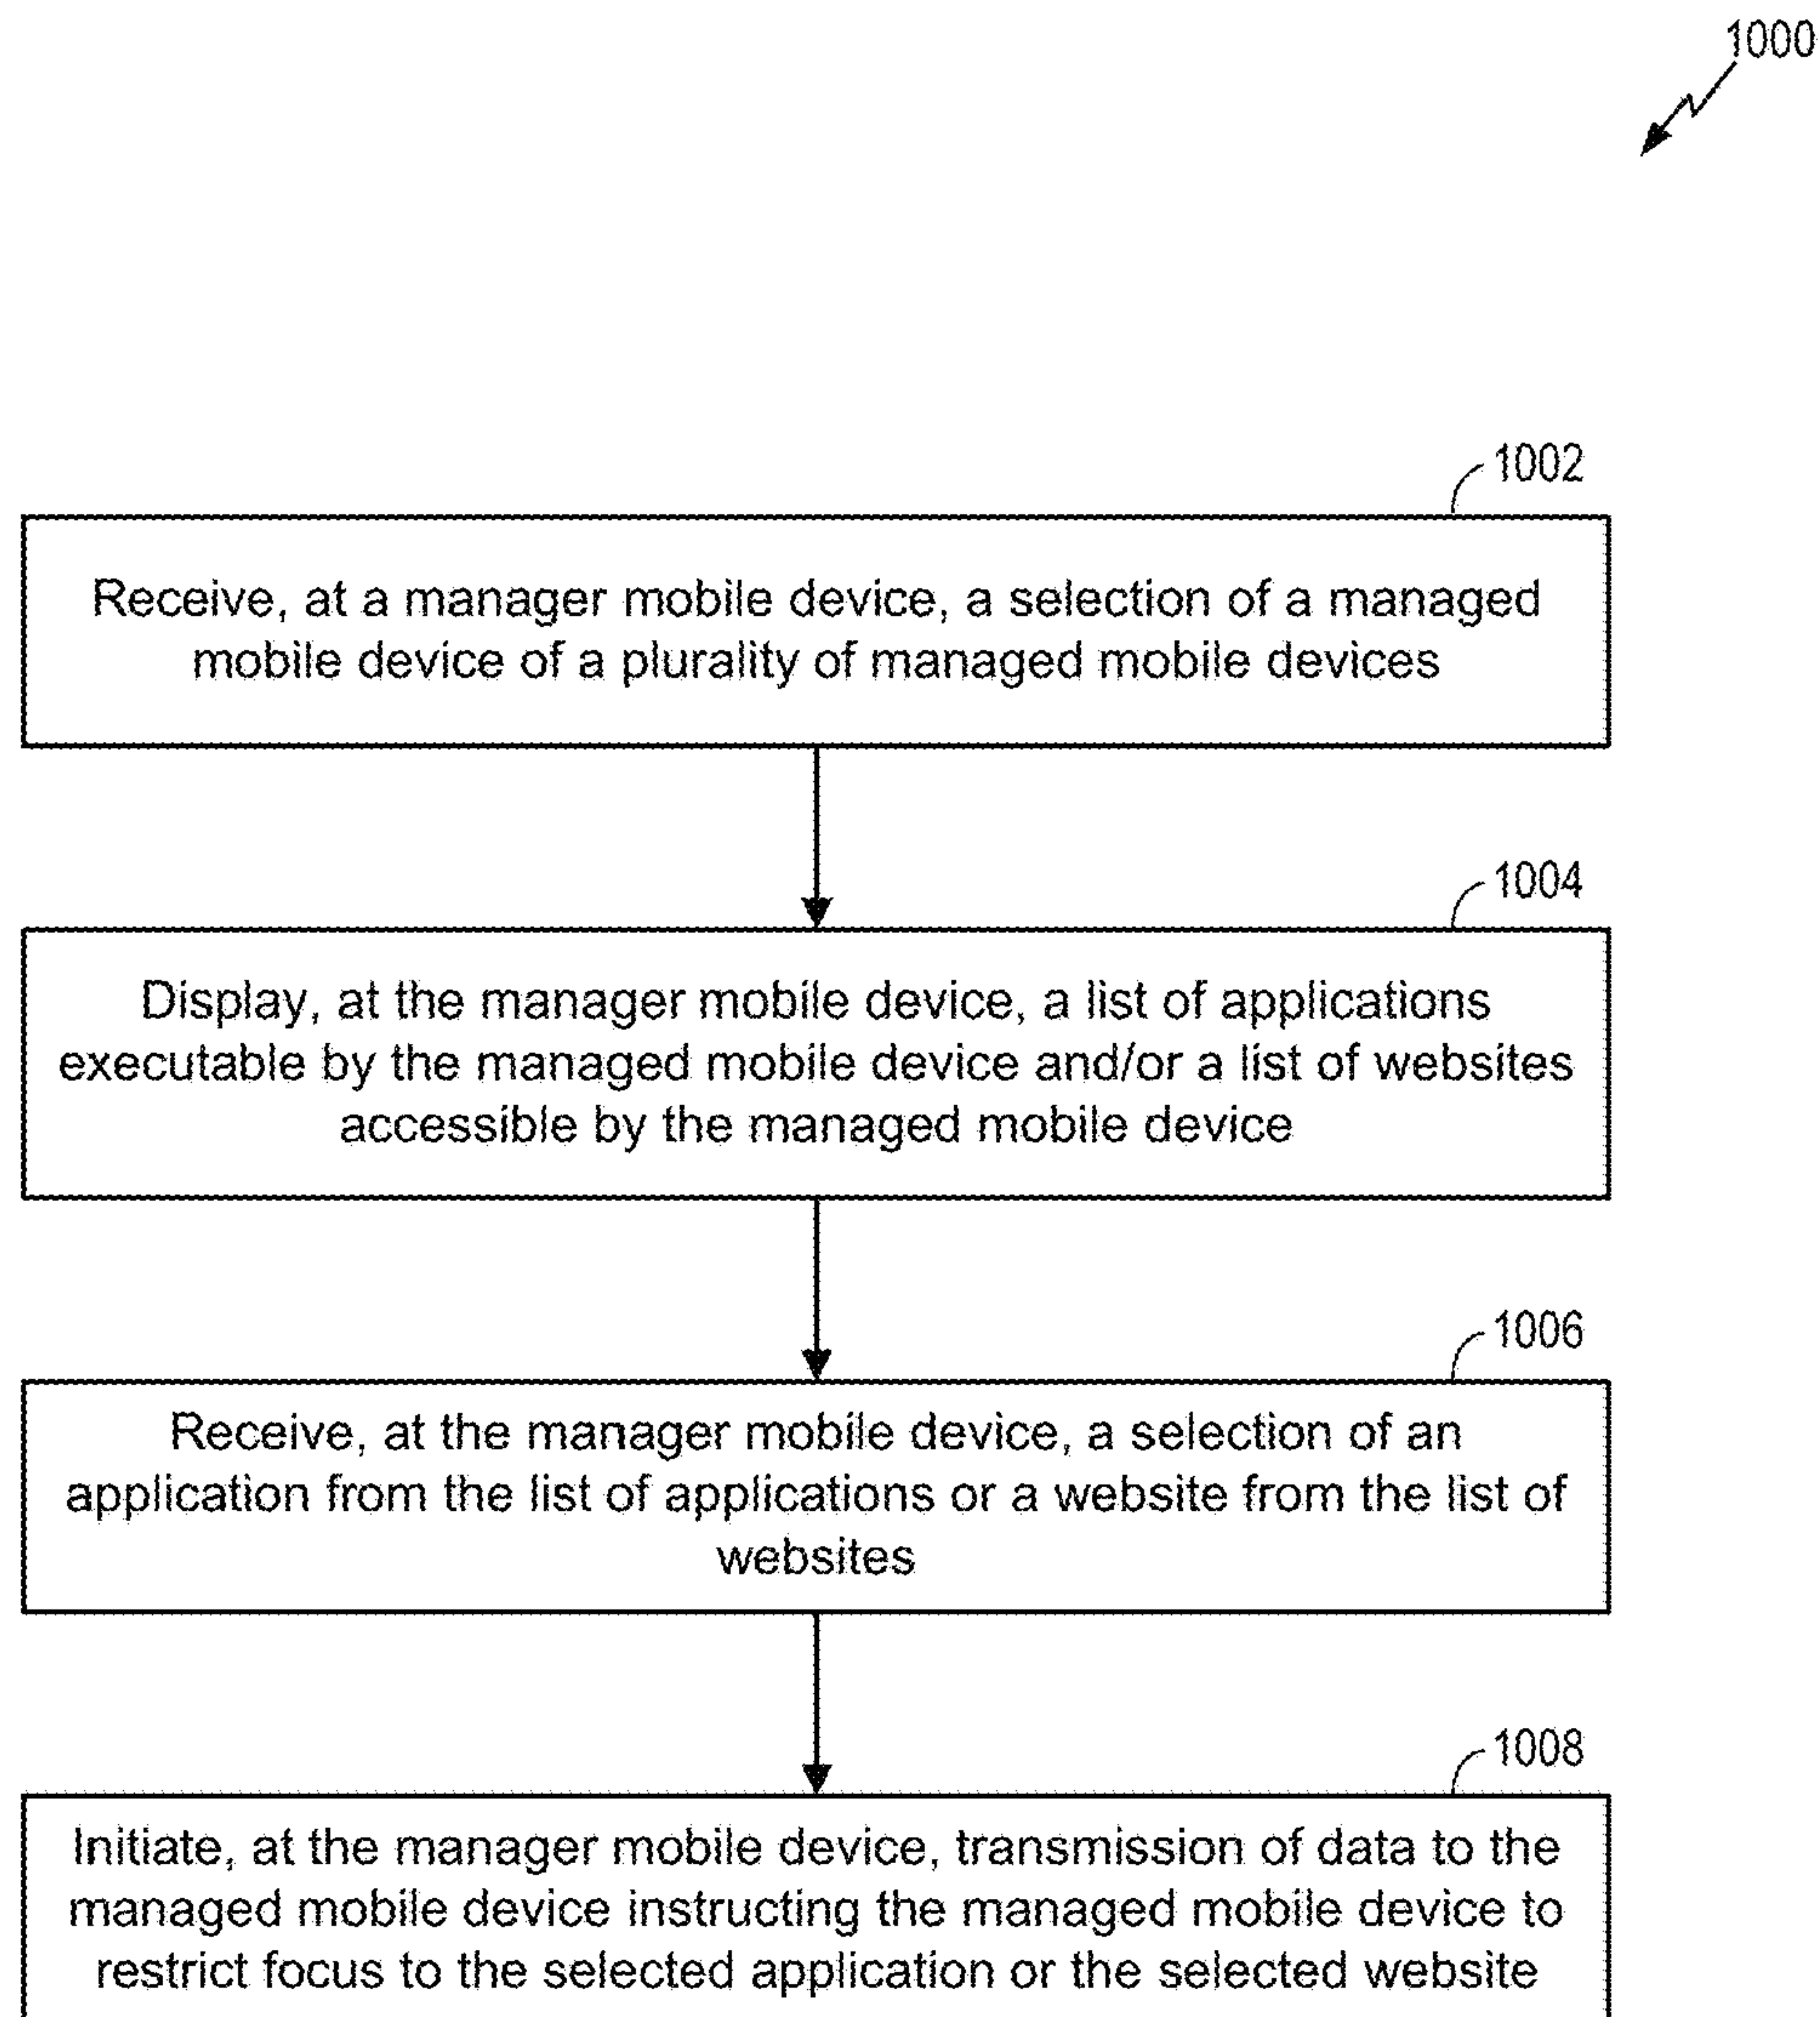 1000
1002
Receive, at a manager mobile device, a selection of a managed
mobile device of a plurality of managed mobile devices
1004
Display, at the manager mobile device, a list of applications
executable by the managed mobile device and/or a list of websites
accessible by the managed mobile device
1006
Receive, at the manager mobile device, a selection of an
application from the list of applications or a website from the list of
websites
1008
Initiate, at the manager mobile device, transmission of data to the
managed mobile device instructing the managed mobile device to
restrict focus to the selected application or the selected website